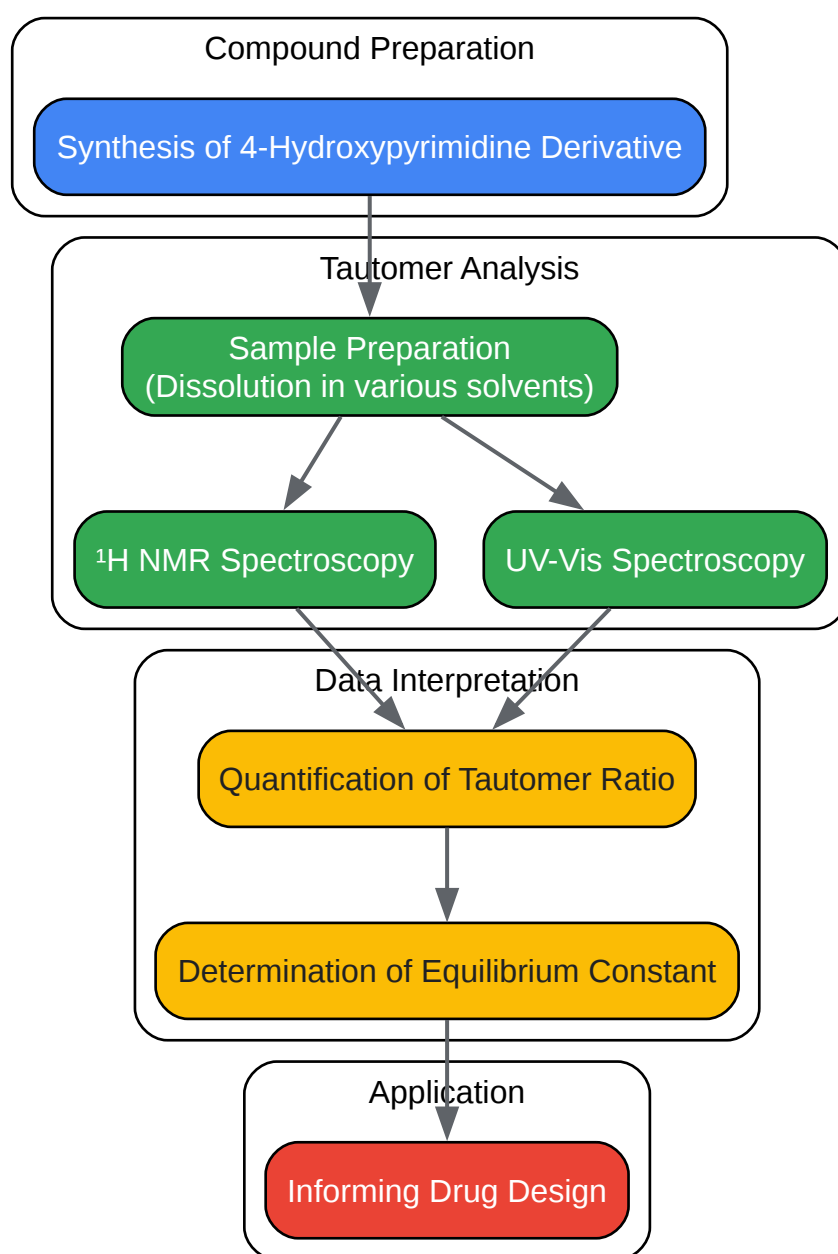 Compound Preparation
Synthesis of 4-Hydroxypyrimidine Derivative
Tautomer Analysis
Sample Preparation
(Dissolution in various solvents)
¹H NMR Spectroscopy
UV-Vis Spectroscopy
Data Interpretation
Quantification of Tautomer Ratio
Determination of Equilibrium Constant
Application
Informing Drug Design